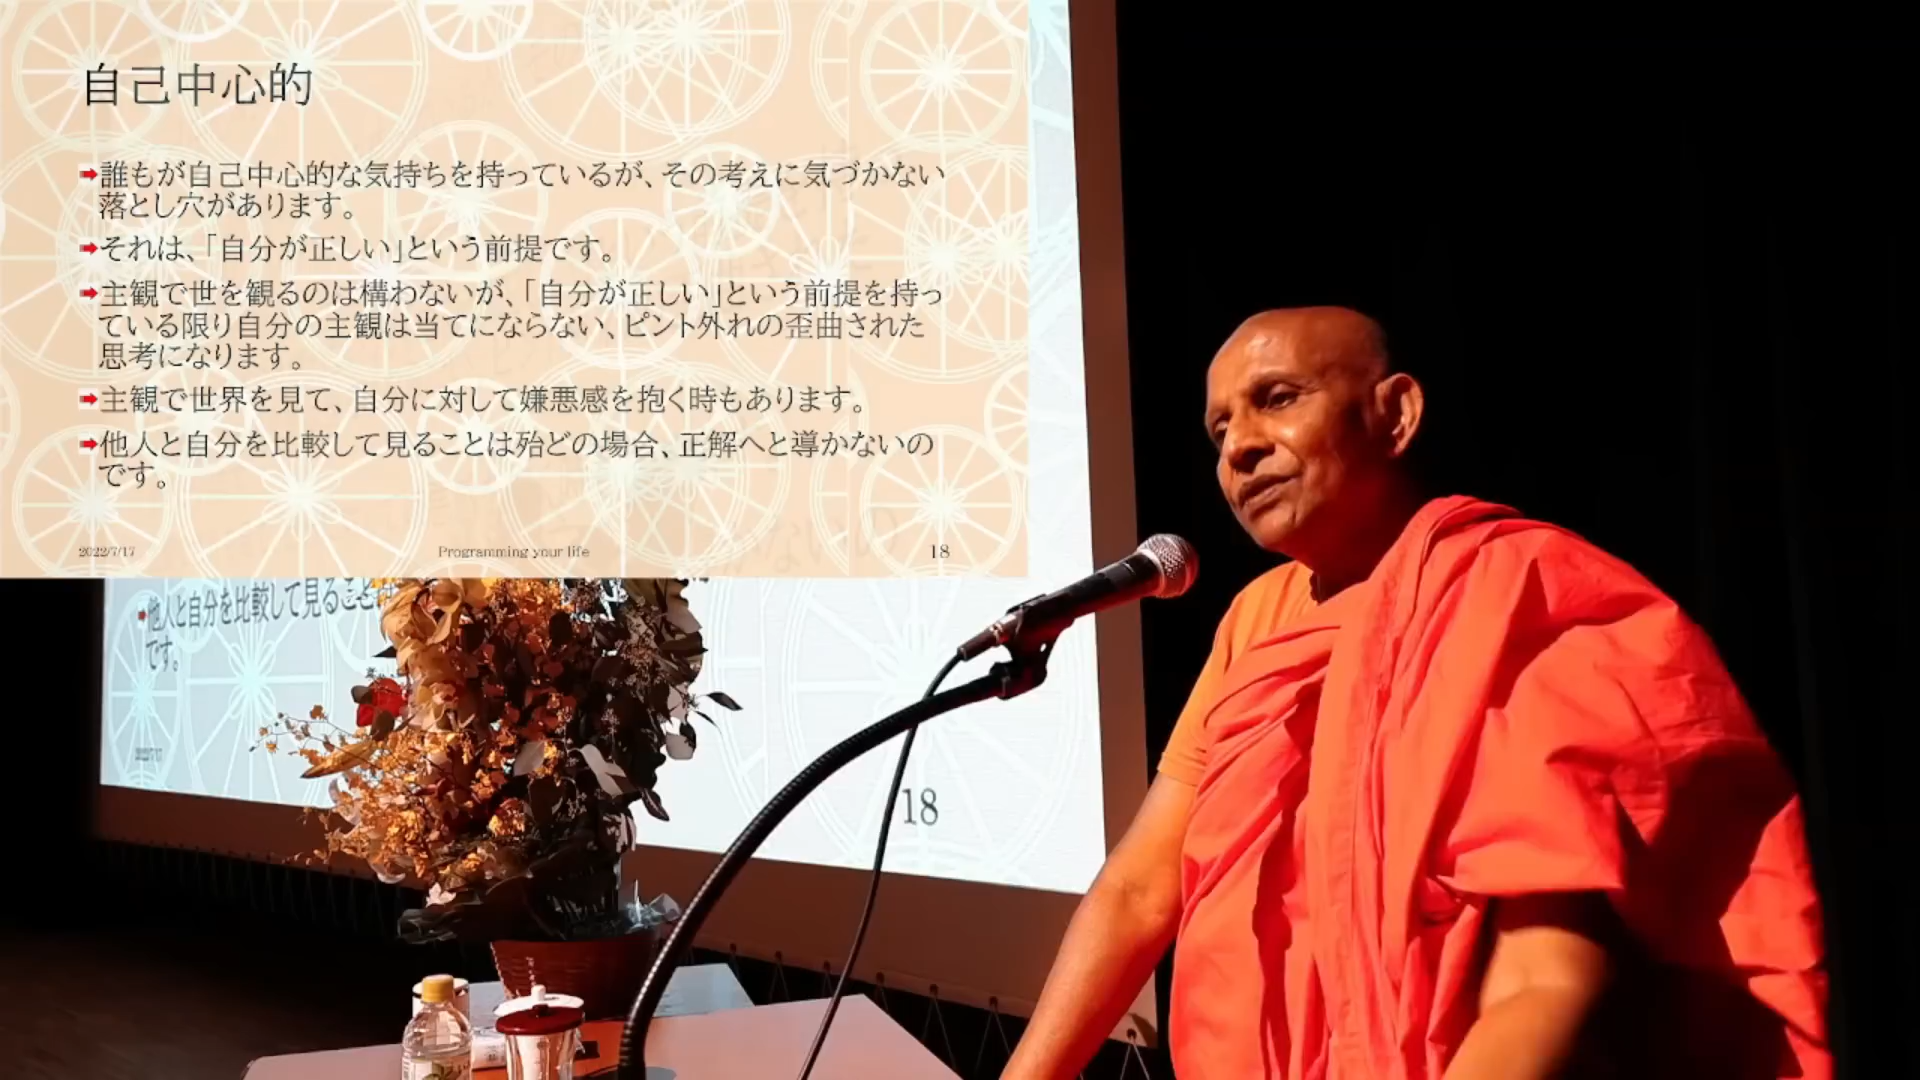 自己中心的
誰もが自己中心的な気持ちを持っているが、その考えに気づかない
落とし穴があります。
それは、「自分が正しい」という前提です。
主観で世を観るのは構わないが、「自分が正しい」という前提を持っ
ている限り自分の主観は当てにならない、ピント外れの歪曲された
思考になります。
主観で世界を見て、自分に対して嫌悪感を抱く時もあります。
他人と自分を比較して見ることは殆どの場合、正解へと導かないの
です。
2022/7/17
Programming your life
18
他人と自分を比較して見ること
です。
2022/7/17
18